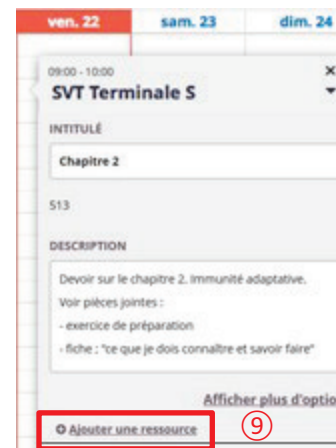 ven. 22 sam. 23 dim. 24
09:00 - 10:00
SVT Terminale S
INTITULÉ
Chapitre 2
513
DESCRIPTION
Devoir sur le chapitre 2. Immunité adaptative.
Voir pièces jointes :
- exercice de préparation
- fiche : "ce que je dois connaître et savoir faire"
Afficher plus d'optio
Ajouter une ressource ⑨